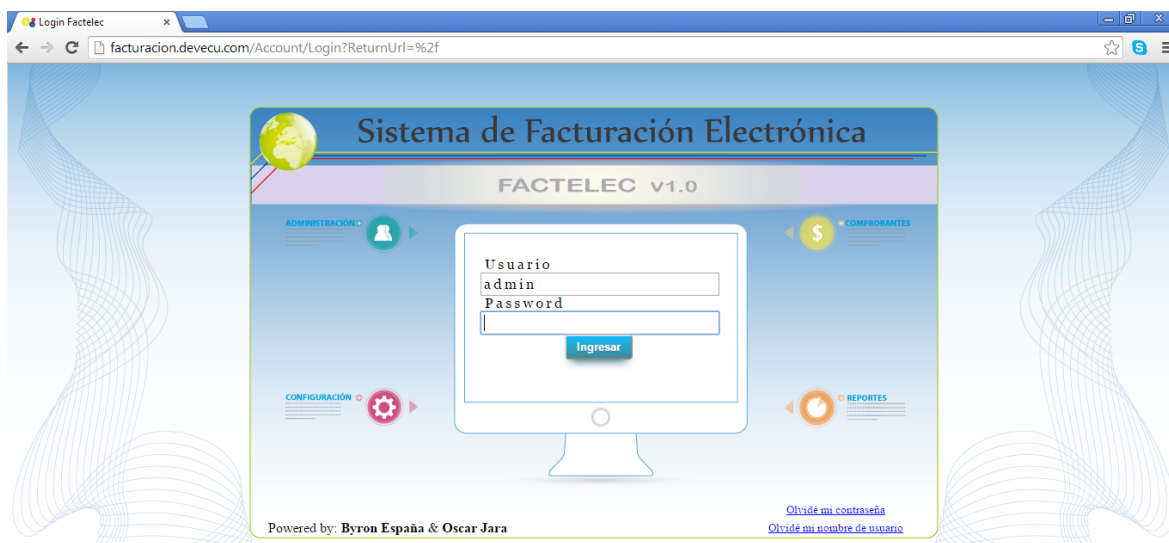 Login Factelec
facturacion.devecu.com/Account/Login?ReturnUrl=%2f
Sistema de Facturación Electrónica
FACTELEC v1.0
ADMINISTRACIÓN
COMPROBANTES
Usuario
admin
Password
Ingresar
CONFIGURACIÓN
REPORTES
Olvidé mi contraseña
Powered by: Byron España & Oscar Jara
Olvidé mi nombre de usuario